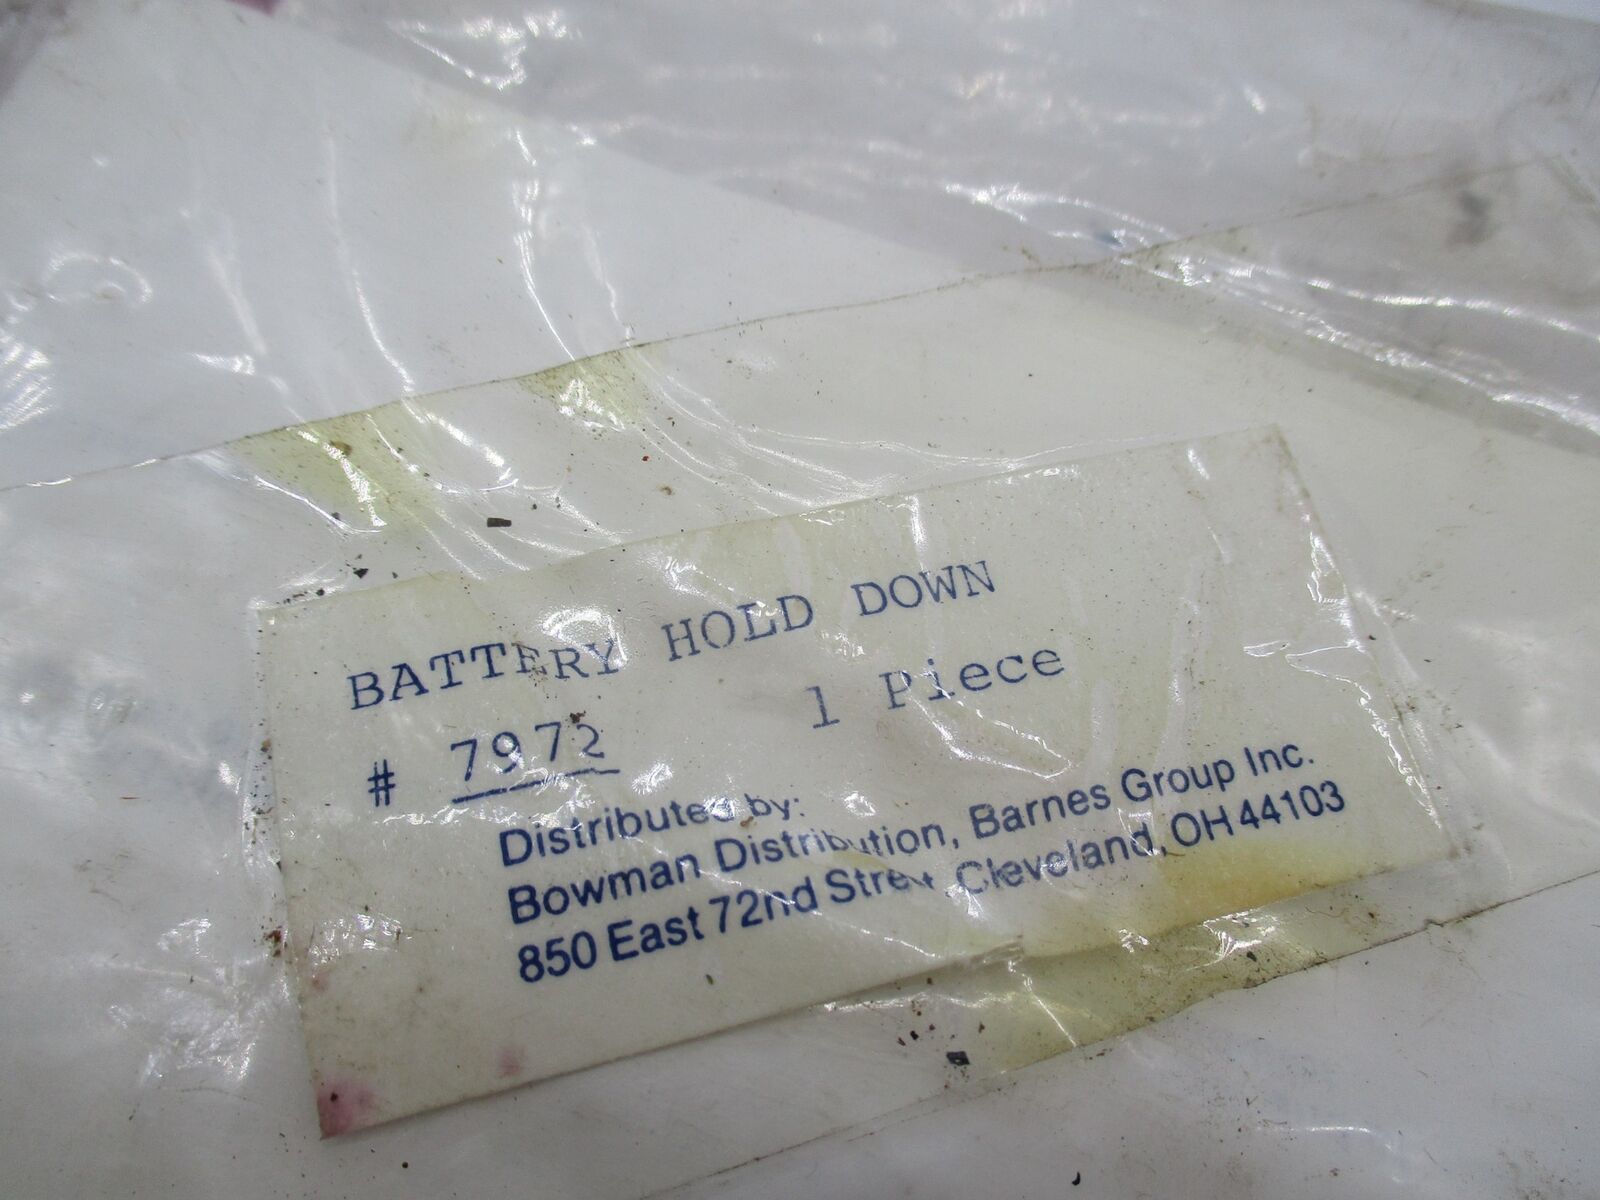 BATTERY HOLD DOWN
# 7972 1 Piece
Distributed by:
Bowman Distribution, Barnes Group Inc.
850 East 72nd Street, Cleveland, OH 44103